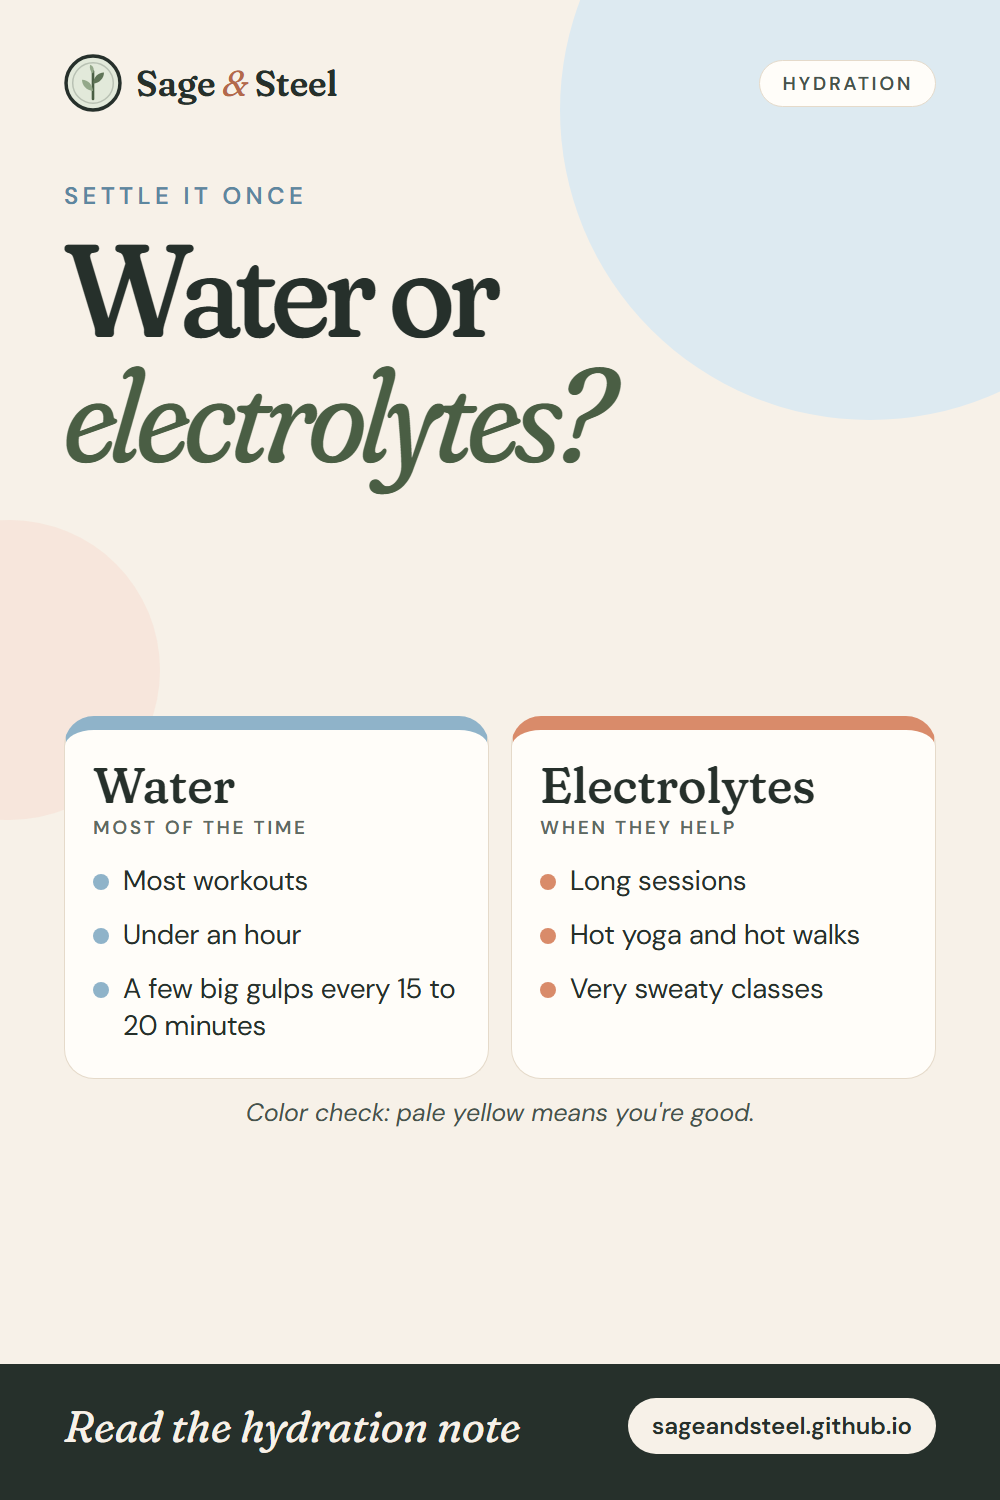 Sage & Steel
HYDRATION
SETTLE IT ONCE
Water or
electrolytes?
Water
MOST OF THE TIME
Most workouts
Under an hour
A few big gulps every 15 to
20 minutes
Electrolytes
WHEN THEY HELP
Long sessions
Hot yoga and hot walks
Very sweaty classes
Color check: pale yellow means you're good.
Read the hydration note
sageandsteel.github.io